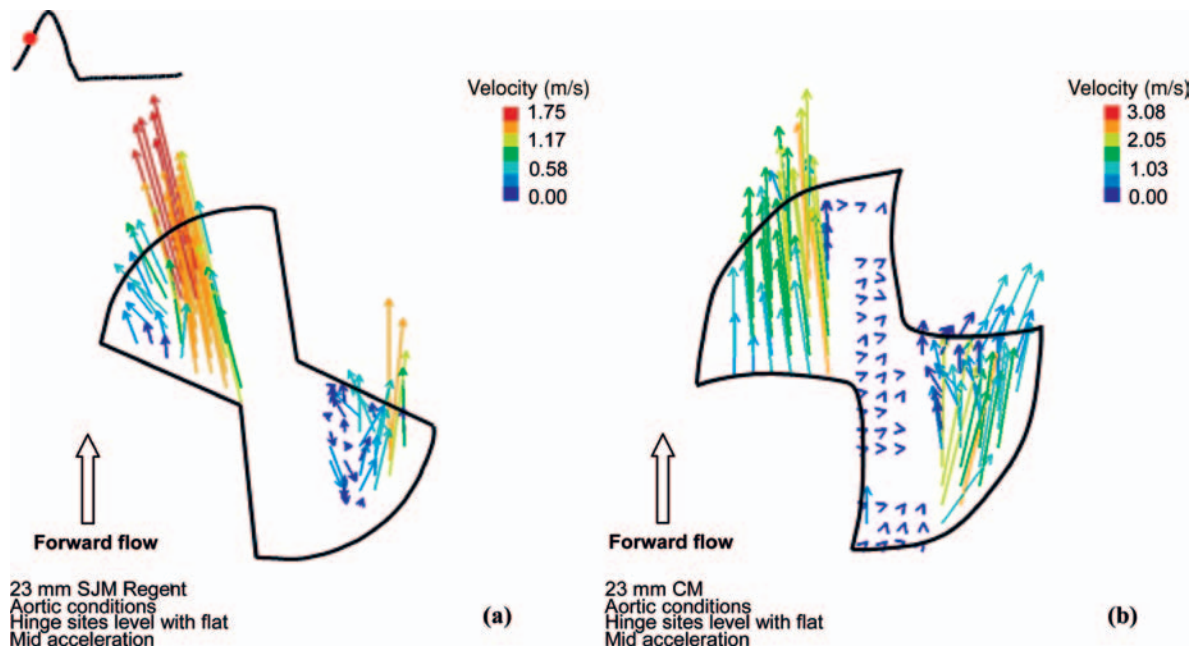 Velocity (m/s)
1.75
1.17
0.58
0.00
Forward flow
23 mm SJM Regent
Aortic conditions
Hinge sites level with flat
Mid acceleration
(a)
Velocity (m/s)
3.08
2.05
1.03
0.00
Forward flow
23 mm CM
Aortic conditions
Hinge sites level with flat
Mid acceleration
(b)